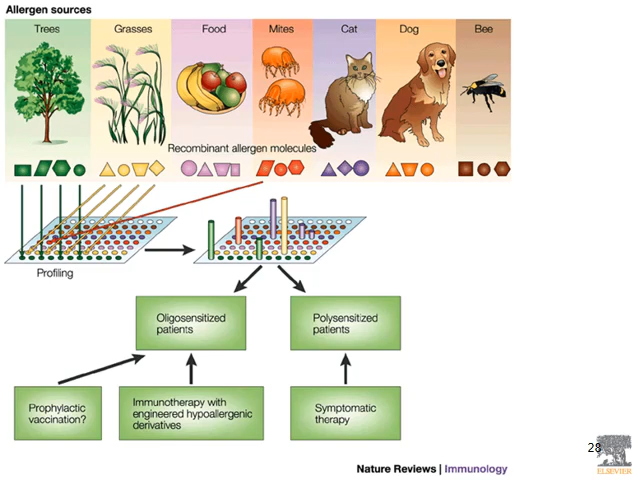 Allergen sources
Trees Grasses Food Mites Cat Dog Bee
Recombinant allergen molecules
Profiling
Oligosensitized
patients
Polysensitized
patients
Prophylactic
vaccination?
Immunotherapy with
engineered hypoallergenic
derivatives
Symptomatic
therapy
28
ELSEVIER
Nature Reviews | Immunology